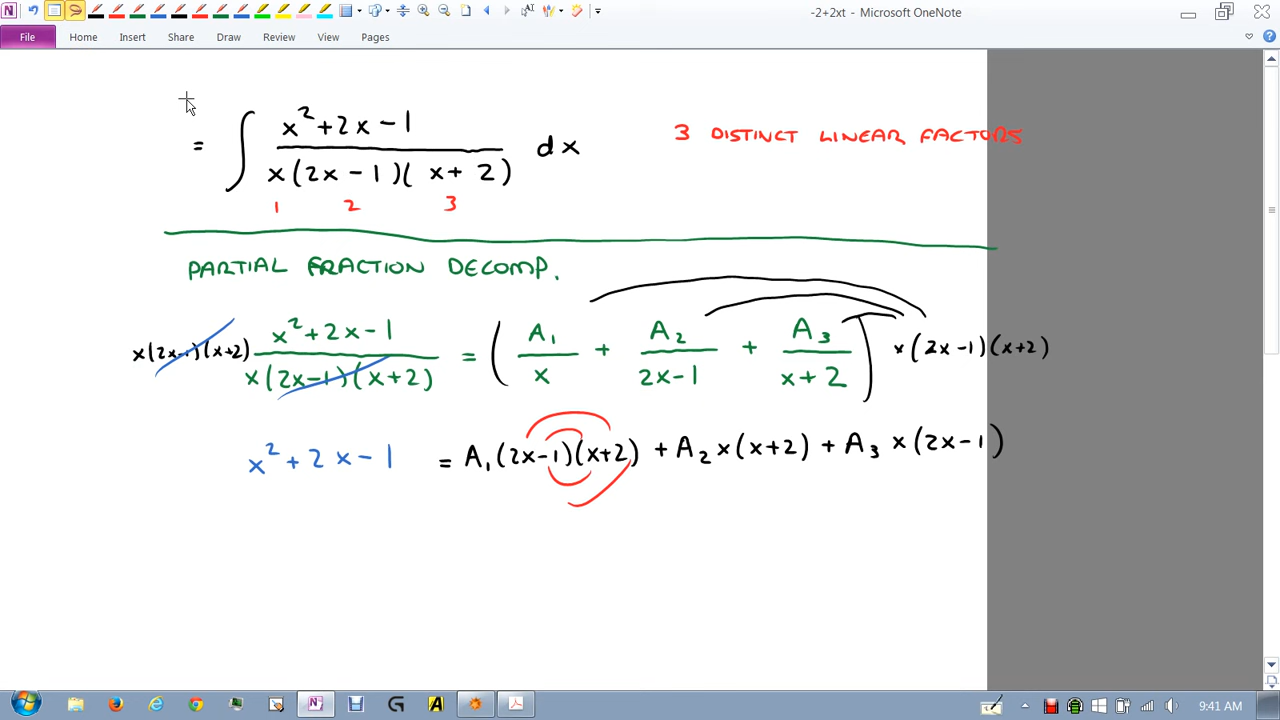 -2+2xt - Microsoft OneNote
File Home Insert Share Draw Review View Pages
= ∫ x²+2x-1 / x(2x-1)(x+2) dx
3 DISTINCT LINEAR FACTORS
1 2 3
PARTIAL FRACTION DECOMP.
x(2x-1)(x+2) x²+2x-1 / x(2x-1)(x+2) = ( A₁ / x + A₂ / 2x-1 + A₃ / x+2 ) x(2x-1)(x+2)
x²+2x-1 = A₁(2x-1)(x+2) + A₂x(x+2) + A₃x(2x-1)
9:41 AM